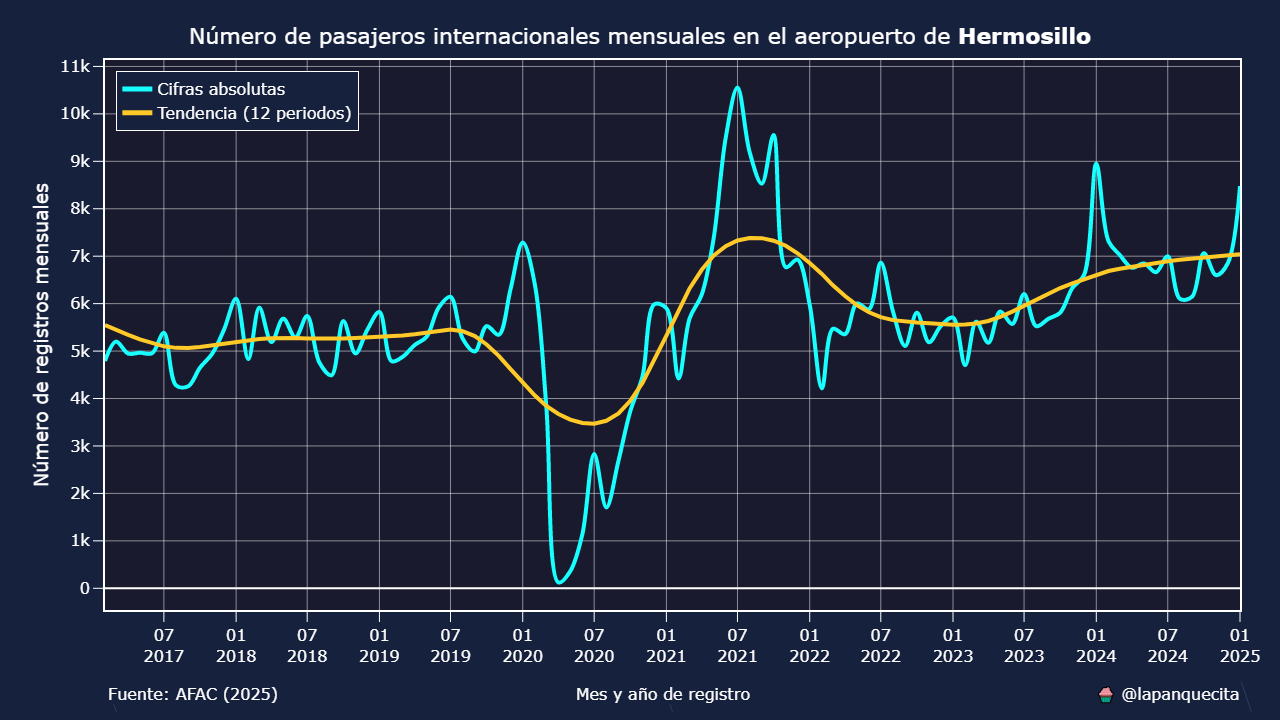 Número de pasajeros internacionales mensuales en el aeropuerto de Hermosillo
Cifras absolutas
Tendencia (12 periodos)
Número de registros mensuales
11k
10k
9k
8k
7k
6k
5k
4k
3k
2k
1k
0
07 01 07 01 07 01 07 01 07 01 07 01 07 01 07 01
2017 2018 2018 2019 2019 2020 2020 2021 2021 2022 2022 2023 2023 2024 2024 2025
Fuente: AFAC (2025) Mes y año de registro @lapanquecita